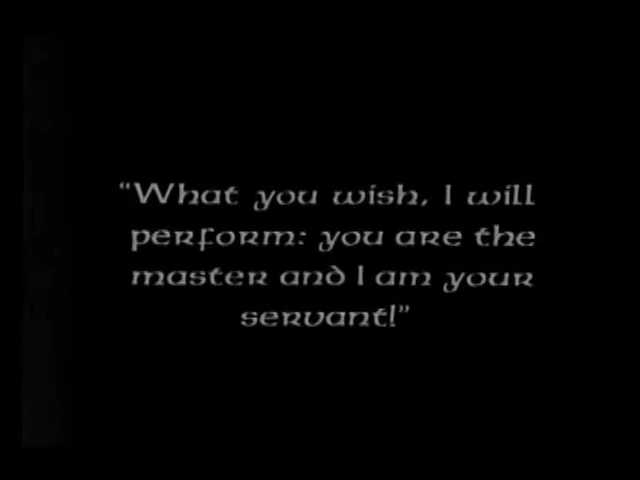 "What you wish, I will
perform: you are the
master and I am your
servant!"